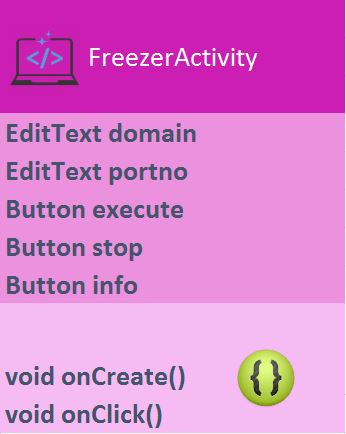 FreezerActivity
EditText domain
EditText portno
Button execute
Button stop
Button info
void onCreate()
void onClick()